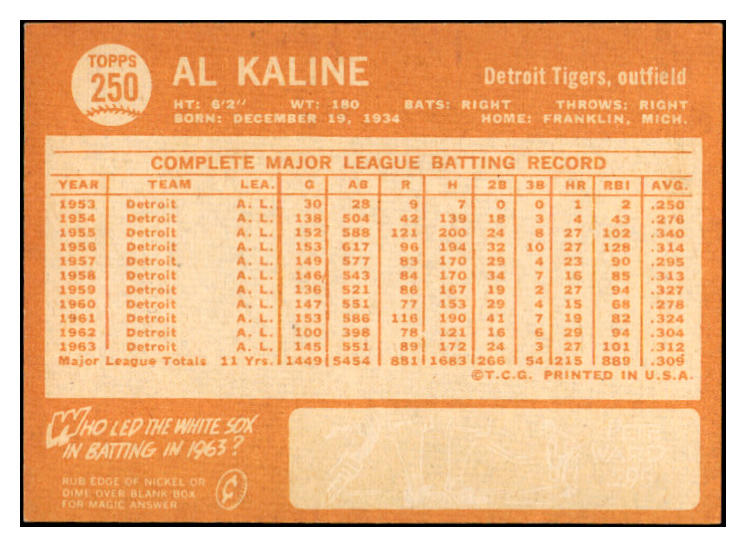 TOPPS
250
AL KALINE
Detroit Tigers, outfield
HT: 6'2" WT: 180 BATS: RIGHT THROWS: RIGHT
BORN: DECEMBER 19, 1934 HOME: FRANKLIN, MICH.
COMPLETE MAJOR LEAGUE BATTING RECORD
YEAR TEAM LEA. G AB R H 2B 3B HR RBI AVG.
1953 Detroit A. L. 30 28 9 7 0 0 1 2 .250
1954 Detroit A. L. 138 504 42 139 18 3 4 43 .276
1955 Detroit A. L. 152 588 121 200 24 8 27 102 .340
1956 Detroit A. L. 153 617 96 194 32 10 27 128 .314
1957 Detroit A. L. 149 577 83 170 29 4 23 90 .295
1958 Detroit A. L. 146 543 84 170 34 7 16 85 .313
1959 Detroit A. L. 136 521 86 167 19 2 27 94 .327
1960 Detroit A. L. 147 551 77 153 29 4 15 68 .278
1961 Detroit A. L. 153 586 116 190 41 7 19 82 .324
1962 Detroit A. L. 100 398 78 121 16 6 29 94 .304
1963 Detroit A. L. 145 551 89 172 24 3 27 101 .312
Major League Totals 11 Yrs. 1449 5454 881 1683 266 54 215 889 .309
©T.C.G. PRINTED IN U.S.A.
WHO LED THE WHITE SOX
IN BATTING IN 1963?
RUB EDGE OF NICKEL OR
DIME OVER BLANK BOX
FOR MAGIC ANSWER
PETE
WARD
.295